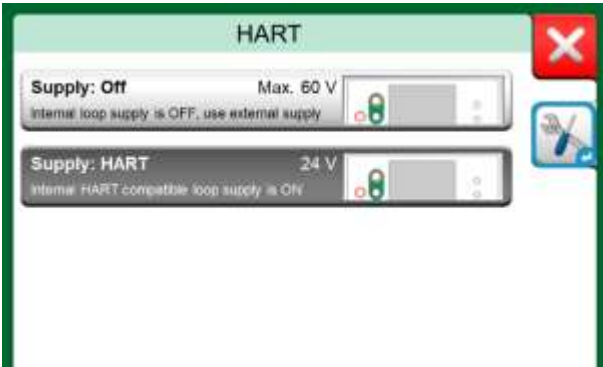 HART
Supply: Off Max. 60 V
Internal loop supply is OFF, use external supply
Supply: HART 24 V
Internal HART compatible loop supply is ON